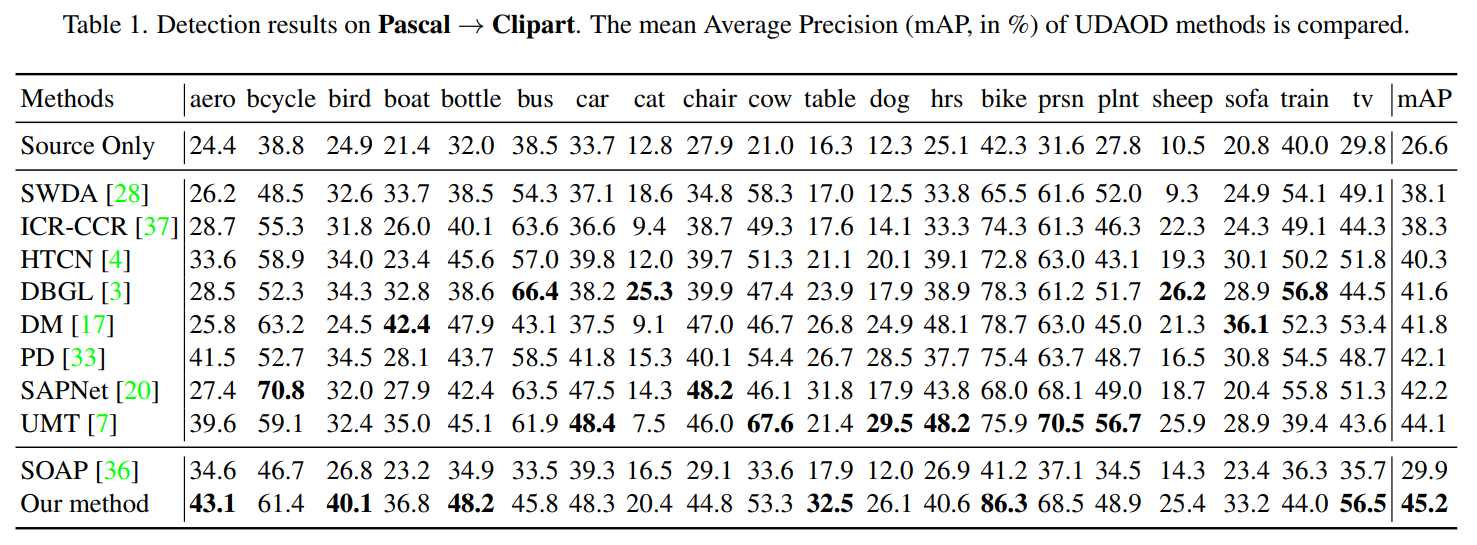 Table 1. Detection results on Pascal → Clipart. The mean Average Precision (mAP, in %) of UDAOD methods is compared.
Methods aero bcycle bird boat bottle bus car cat chair cow table dog hrs bike prsn plnt sheep sofa train tv mAP
Source Only 24.4 38.8 24.9 21.4 32.0 38.5 33.7 12.8 27.9 21.0 16.3 12.3 25.1 42.3 31.6 27.8 10.5 20.8 40.0 29.8 26.6
SWDA [28] 26.2 48.5 32.6 33.7 38.5 54.3 37.1 18.6 34.8 58.3 17.0 12.5 33.8 65.5 61.6 52.0 9.3 24.9 54.1 49.1 38.1
ICR-CCR [37] 28.7 55.3 31.8 26.0 40.1 63.6 36.6 9.4 38.7 49.3 17.6 14.1 33.3 74.3 61.3 46.3 22.3 24.3 49.1 44.3 38.3
HTCN [4] 33.6 58.9 34.0 23.4 45.6 57.0 39.8 12.0 39.7 51.3 21.1 20.1 39.1 72.8 63.0 43.1 19.3 30.1 50.2 51.8 40.3
DBGL [3] 28.5 52.3 34.3 32.8 38.6 66.4 38.2 25.3 39.9 47.4 23.9 17.9 38.9 78.3 61.2 51.7 26.2 28.9 56.8 44.5 41.6
DM [17] 25.8 63.2 24.5 42.4 47.9 43.1 37.5 9.1 47.0 46.7 26.8 24.9 48.1 78.7 63.0 45.0 21.3 36.1 52.3 53.4 41.8
PD [33] 41.5 52.7 34.5 28.1 43.7 58.5 41.8 15.3 40.1 54.4 26.7 28.5 37.7 75.4 63.7 48.7 16.5 30.8 54.5 48.7 42.1
SAPNet [20] 27.4 70.8 32.0 27.9 42.4 63.5 47.5 14.3 48.2 46.1 31.8 17.9 43.8 68.0 68.1 49.0 18.7 20.4 55.8 51.3 42.2
UMT [7] 39.6 59.1 32.4 35.0 45.1 61.9 48.4 7.5 46.0 67.6 21.4 29.5 48.2 75.9 70.5 56.7 25.9 28.9 39.4 43.6 44.1
SOAP [36] 34.6 46.7 26.8 23.2 34.9 33.5 39.3 16.5 29.1 33.6 17.9 12.0 26.9 41.2 37.1 34.5 14.3 23.4 36.3 35.7 29.9
Our method 43.1 61.4 40.1 36.8 48.2 45.8 48.3 20.4 44.8 53.3 32.5 26.1 40.6 86.3 68.5 48.9 25.4 33.2 44.0 56.5 45.2